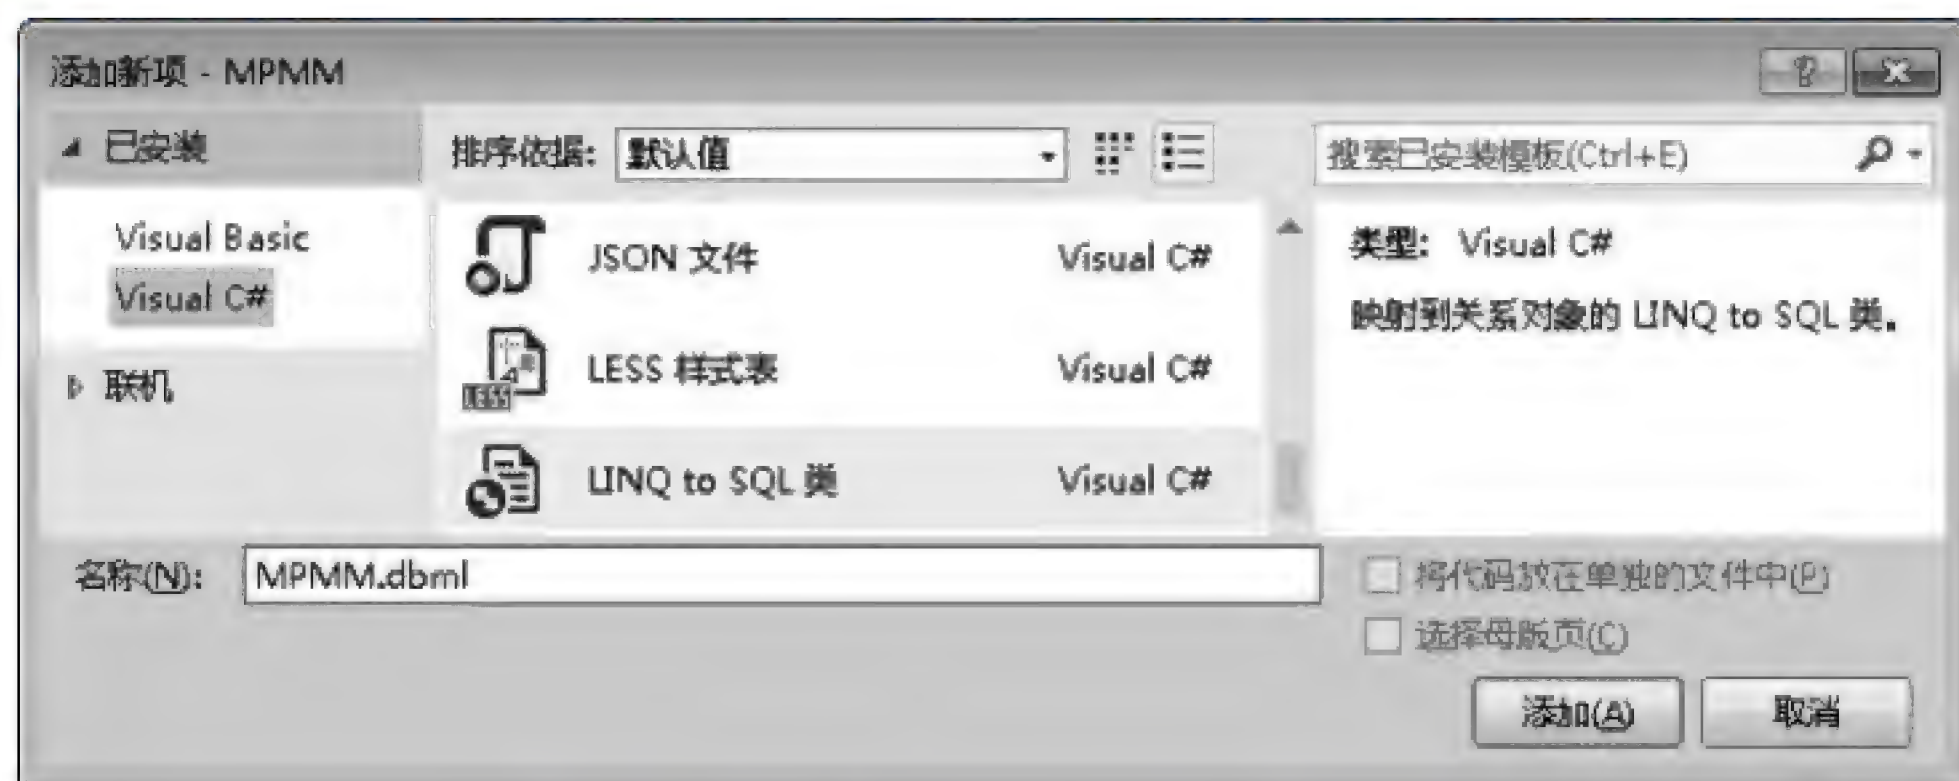 添加新项 - MPMM
已安装
排序依据: 默认值
搜索已安装模板(Ctrl+E)
Visual Basic
Visual C#
联机
JSON 文件 Visual C#
LESS 样式表 Visual C#
LESS
LINQ to SQL 类 Visual C#
类型: Visual C#
映射到关系对象的 LINQ to SQL 类。
名称(N): MPMM.dbml
将代码放在单独的文件中(P)
选择母版页(C)
添加(A)
取消